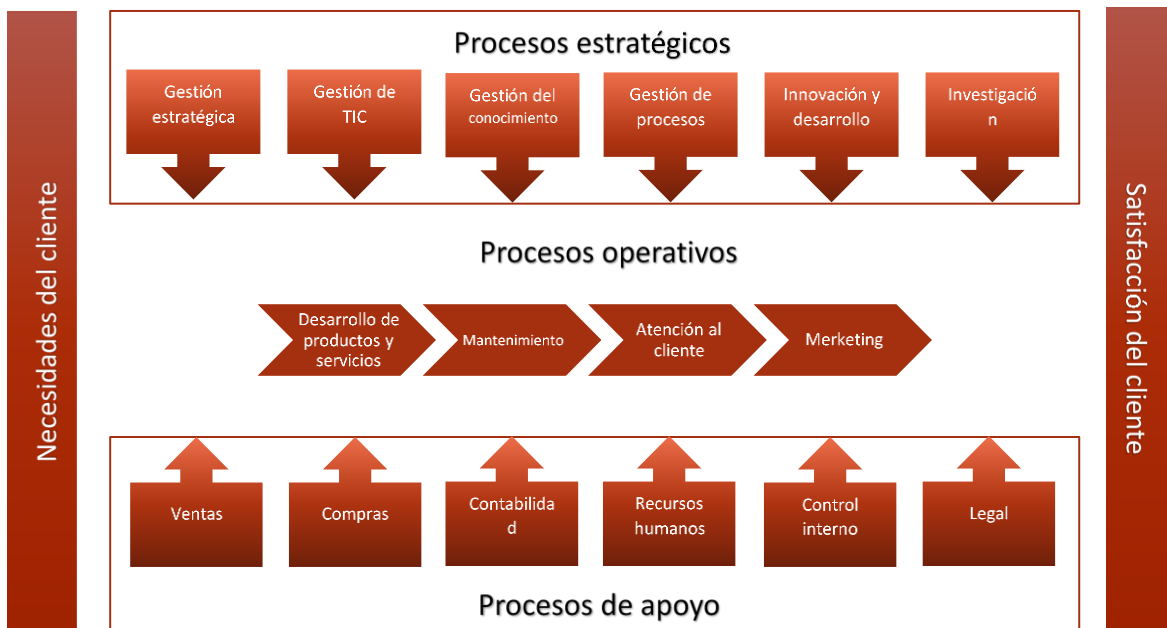 Necesidades del cliente
Procesos estratégicos
Gestión
estratégica
Gestión de
TIC
Gestión del
conocimiento
Gestión de
procesos
Innovación y
desarrollo
Investigació
n
Procesos operativos
Desarrollo de
productos y
servicios
Mantenimiento
Atención al
cliente
Merketing
Ventas
Compras
Contabilida
d
Recursos
humanos
Control
interno
Legal
Procesos de apoyo
Satisfacción del cliente